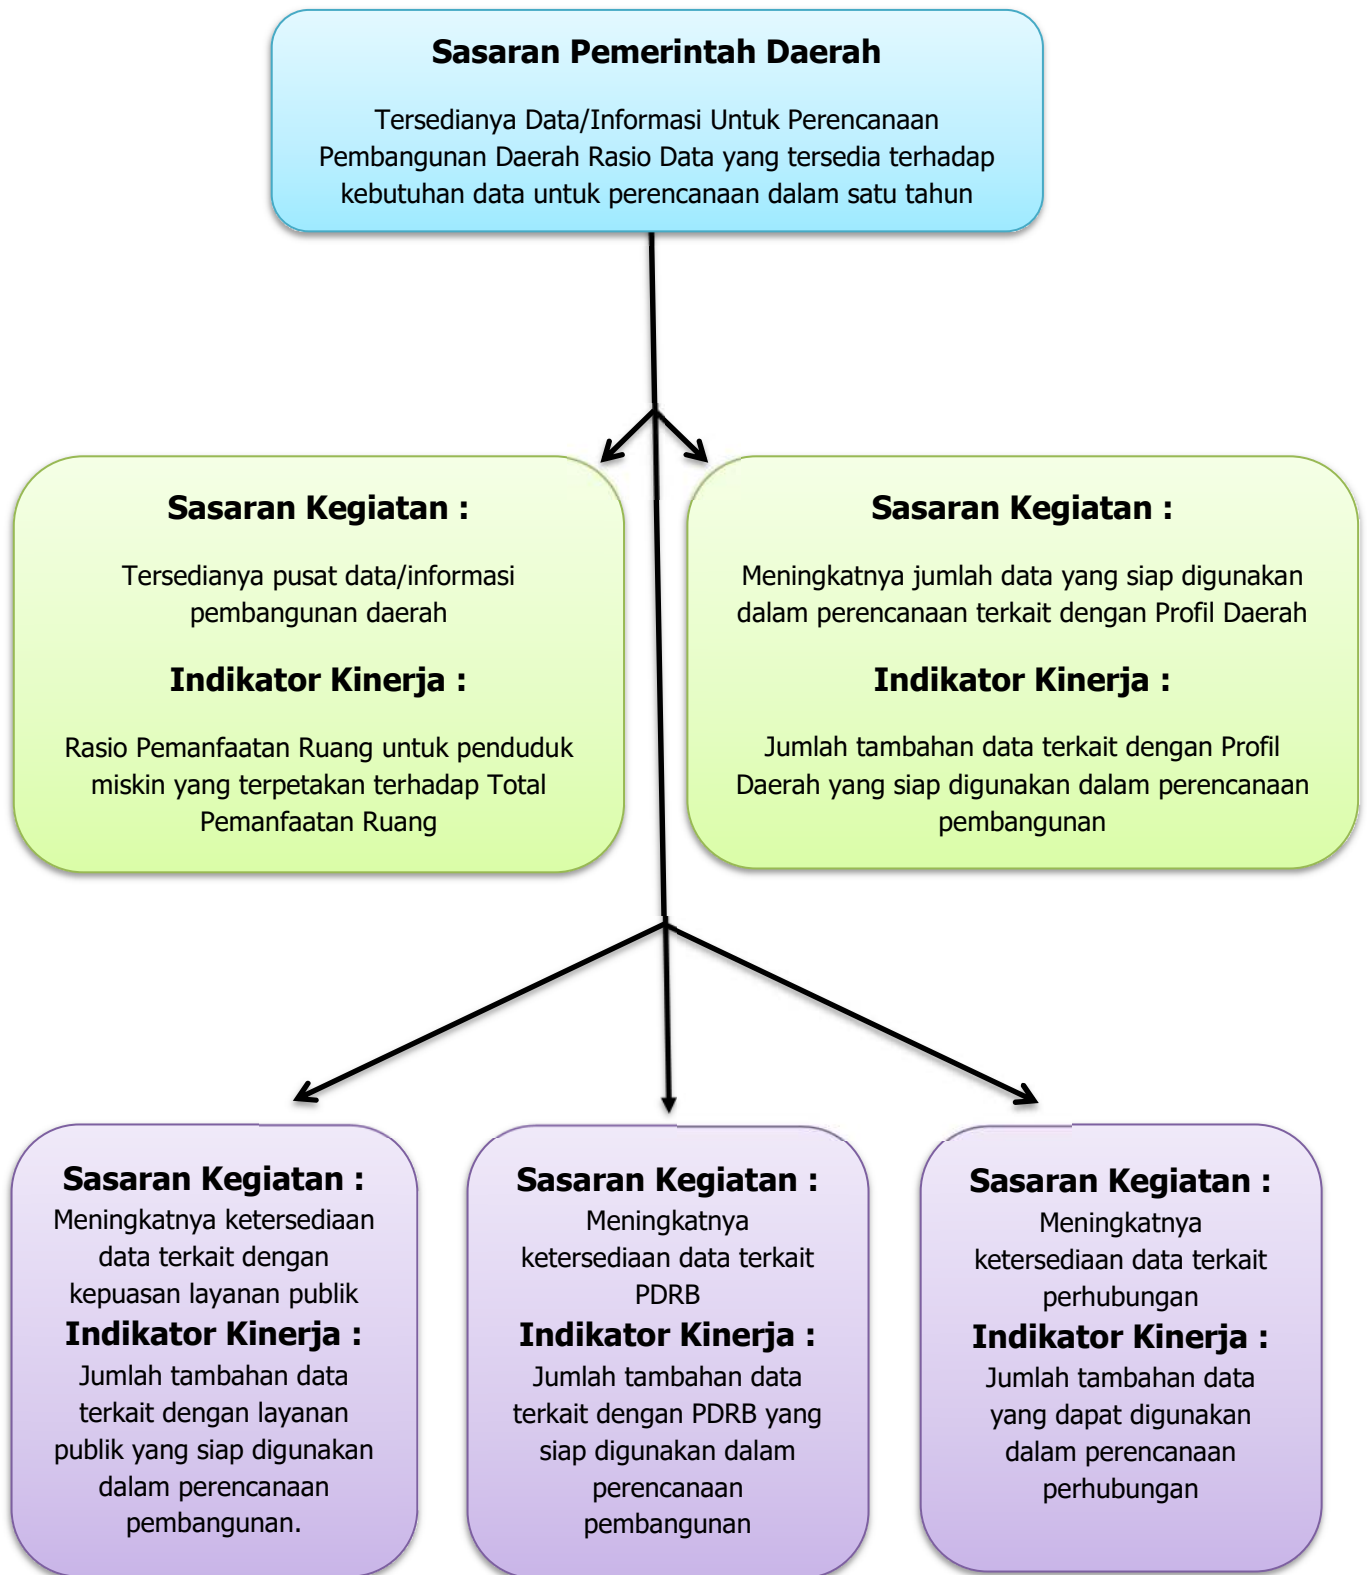 Sasaran Pemerintah Daerah
Tersedianya Data/Informasi Untuk Perencanaan
Pembangunan Daerah Rasio Data yang tersedia terhadap
kebutuhan data untuk perencanaan dalam satu tahun
Sasaran Kegiatan :
Tersedianya pusat data/informasi
pembangunan daerah
Indikator Kinerja :
Rasio Pemanfaatan Ruang untuk penduduk
miskin yang terpetakan terhadap Total
Pemanfaatan Ruang
Sasaran Kegiatan :
Meningkatnya jumlah data yang siap digunakan
dalam perencanaan terkait dengan Profil Daerah
Indikator Kinerja :
Jumlah tambahan data terkait dengan Profil
Daerah yang siap digunakan dalam perencanaan
pembangunan
Sasaran Kegiatan :
Meningkatnya ketersediaan
data terkait dengan
kepuasan layanan publik
Indikator Kinerja :
Jumlah tambahan data
terkait dengan layanan
publik yang siap digunakan
dalam perencanaan
pembangunan.
Sasaran Kegiatan :
Meningkatnya
ketersediaan data terkait
PDRB
Indikator Kinerja :
Jumlah tambahan data
terkait dengan PDRB yang
siap digunakan dalam
perencanaan
pembangunan
Sasaran Kegiatan :
Meningkatnya
ketersediaan data terkait
perhubungan
Indikator Kinerja :
Jumlah tambahan data
yang dapat digunakan
dalam perencanaan
perhubungan